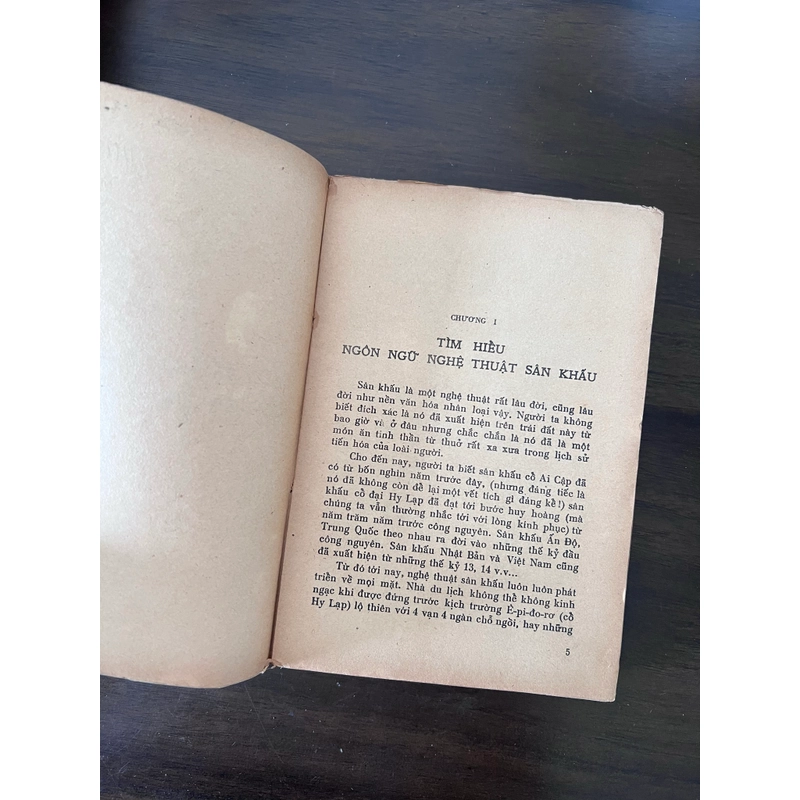 CHƯƠNG I
TÌM HIỂU
NGÔN NGỮ NGHỆ THUẬT SÂN KHẤU
Sân khấu là một nghệ thuật rất lâu đời, cũng lâu
đời như nền văn hóa nhân loại vậy. Người ta không
biết đích xác là nó đã xuất hiện trên trái đất này từ
bao giờ và ở đâu nhưng chắc chắn là nó đã là một
món ăn tinh thần từ thuở rất xa xưa trong lịch sử
tiến hóa của loài người.
Cho đến nay, người ta biết sân khấu cổ Ai Cập đã
có từ bốn nghìn năm trước đây, (nhưng đáng tiếc là
nó đã không còn để lại một vết tích gì đáng kể!) sân
khấu cổ đại Hy Lạp đã đạt tới bước huy hoàng (mà
chúng ta vẫn thường nhắc tới với lòng kính phục) từ
năm trăm năm trước công nguyên. Sân khấu Ấn Độ,
Trung Quốc theo nhau ra đời vào những thế kỷ đầu
công nguyên. Sân khấu Nhật Bản và Việt Nam cũng
đã xuất hiện từ những thế kỷ 13, 14 v.v...
Từ đó tới nay, nghệ thuật sân khấu luôn luôn phát
triển về mọi mặt. Nhà du lịch không thể không kinh
ngạc khi được đứng trước kịch trường Ê-pi-đo-rơ (cổ
Hy Lạp) lộ thiên với 4 vạn 4 ngàn chổ ngồi, hay những
5